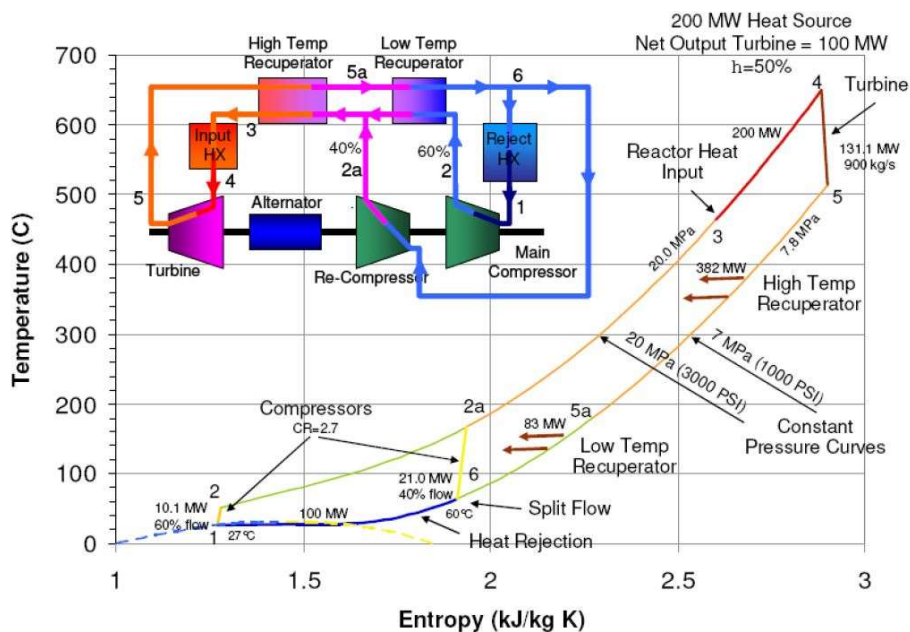 200 MW Heat Source
Net Output Turbine = 100 MW
h=50%
High Temp
Recuperator
Low Temp
Recuperator
5a
6
4
Turbine
3
Input
HX
40%
2a
60%
2
Reject
HX
200 MW
131.1 MW
900 kg/s
Reactor Heat
Input
4
5
1
5
Alternator
3
Turbine
Re-Compressor
Main
Compressor
20.0 MPa
7.8 MPa
382 MW
High Temp
Recuperator
20 MPa (3000 PSI)
7 MPa (1000 PSI)
Constant
Pressure Curves
Compressors
CR=2.7
2a
5a
83 MW
Low Temp
Recuperator
2
6
21.0 MW
40% flow
10.1 MW
60% flow
100 MW
60°C
Split Flow
1
27°C
Heat Rejection
700
600
500
400
300
200
100
0
1
1.5
2
2.5
3
Temperature (C)
Entropy (kJ/kg K)